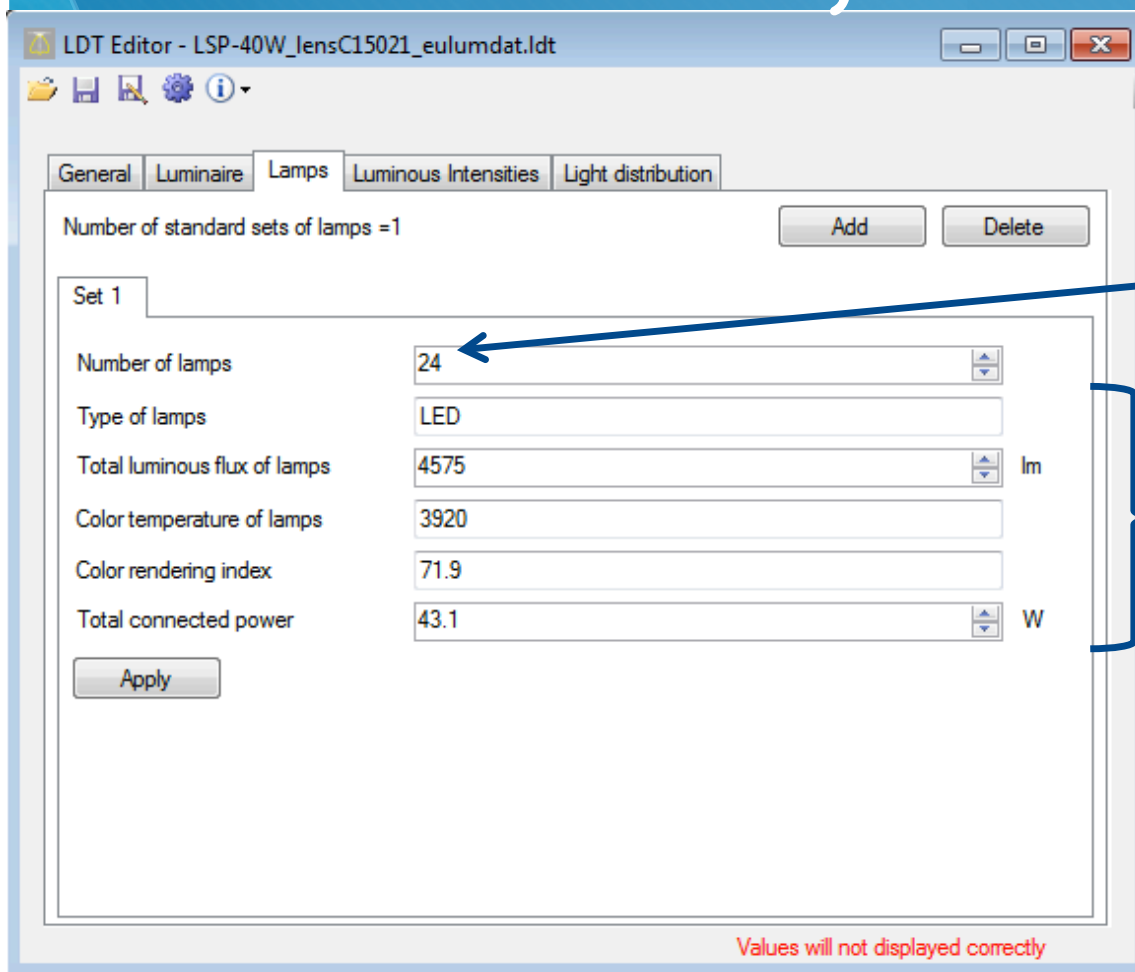 LDT Editor - LSP-40W_lensC15021_eulumdat.ldt
General Luminaire Lamps Luminous Intensities Light distribution
Number of standard sets of lamps =1 Add Delete
Set 1
Number of lamps 24
Type of lamps LED
Total luminous flux of lamps 4575 lm
Color temperature of lamps 3920
Color rendering index 71.9
Total connected power 43.1 W
Apply
Values will not displayed correctly